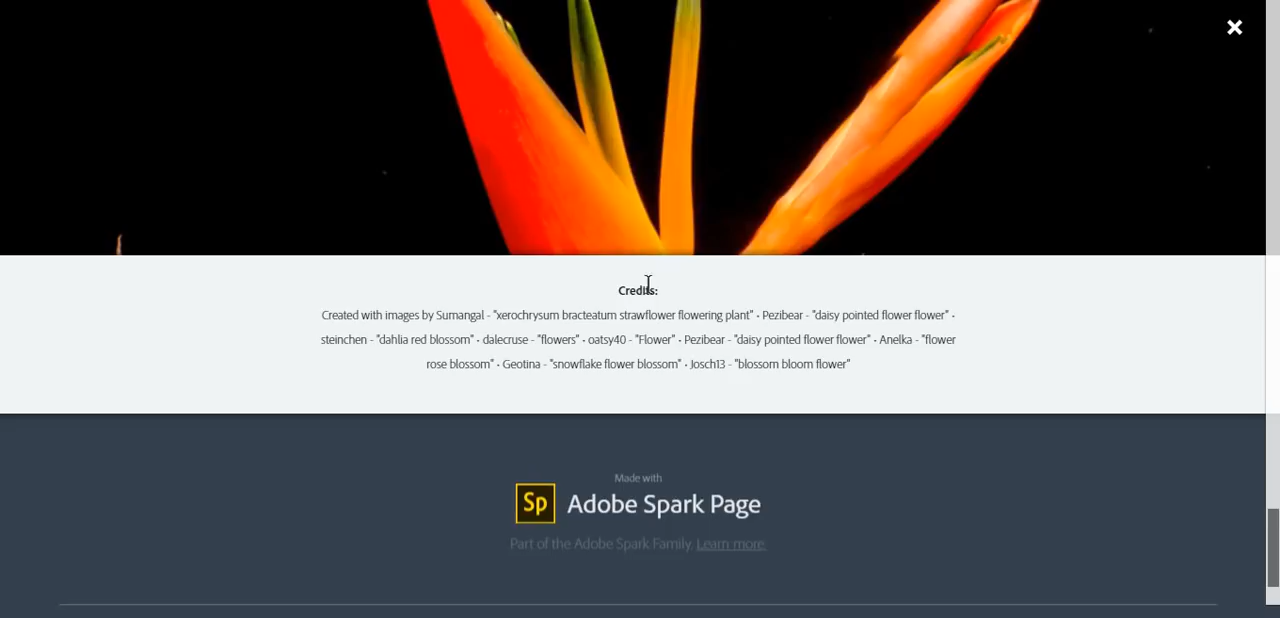 Credits:
Created with images by Sumangal - "xerochrysum bracteatum strawflower flowering plant" • Pezibear - "daisy pointed flower flower" •
steinchen - "dahlia red blossom" • dalecruse - "flowers" • oatsy40 - "Flower" • Pezibear - "daisy pointed flower flower" • Anelka - "flower
rose blossom" • Geotina - "snowflake flower blossom" • Josch13 - "blossom bloom flower"
Made with
Sp Adobe Spark Page
Part of the Adobe Spark Family. Learn more.